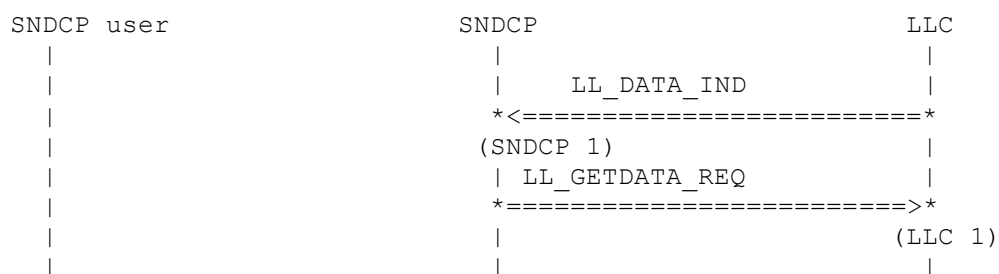 SNDCP user                    SNDCP                       LLC
  |                             |                          |
  |                             |    LL_DATA_IND           |
  |                             *<=========================*
  |                           (SNDCP 1)                    |
  |                             | LL_GETDATA_REQ           |
  |                             *=========================>*
  |                             |                        (LLC 1)
  |                             |                          |